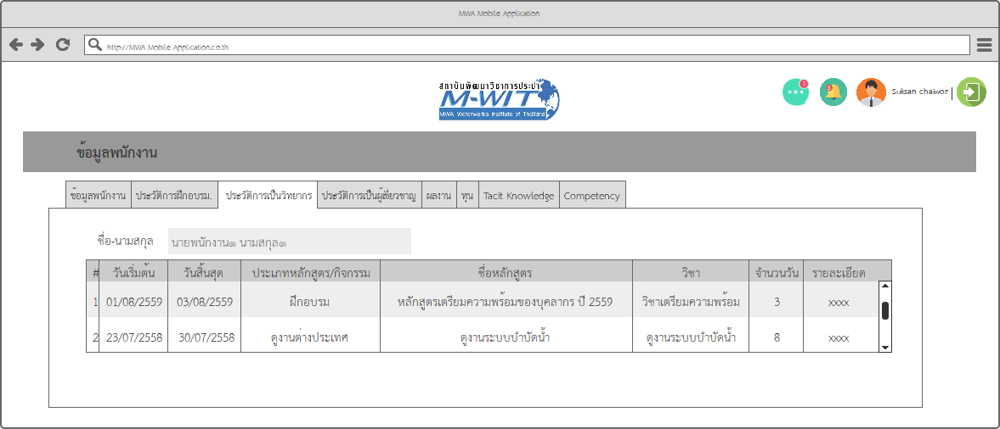 MWA Mobile Application
http://MWA Mobile Application.co.th
สถาบันพัฒนาวิชาการประปา
M-WIT
MWA Waterworks Institute of Thailand
1
3
Suksan chaiwon
ข้อมูลพนักงาน
ข้อมูลพนักงาน ประวัติการฝึกอบรม. ประวัติการเป็นวิทยากร ประวัติการเป็นผู้เชี่ยวชาญ ผลงาน ทุน Tacit Knowledge Competency
ชื่อ-นามสกุล นายพนักงาน๑ นามสกุล๑
# วันเริ่มต้น วันสิ้นสุด ประเภทหลักสูตร/กิจกรรม ชื่อหลักสูตร วิชา จำนวนวัน รายละเอียด
1 01/08/2559 03/08/2559 ฝึกอบรม หลักสูตรเตรียมความพร้อมของบุคลากร ปี 2559 วิชาเตรียมความพร้อม 3 xxxx
2 23/07/2558 30/07/2558 ดูงานต่างประเทศ ดูงานระบบบำบัดน้ำ ดูงานระบบบำบัดน้ำ 8 xxxx